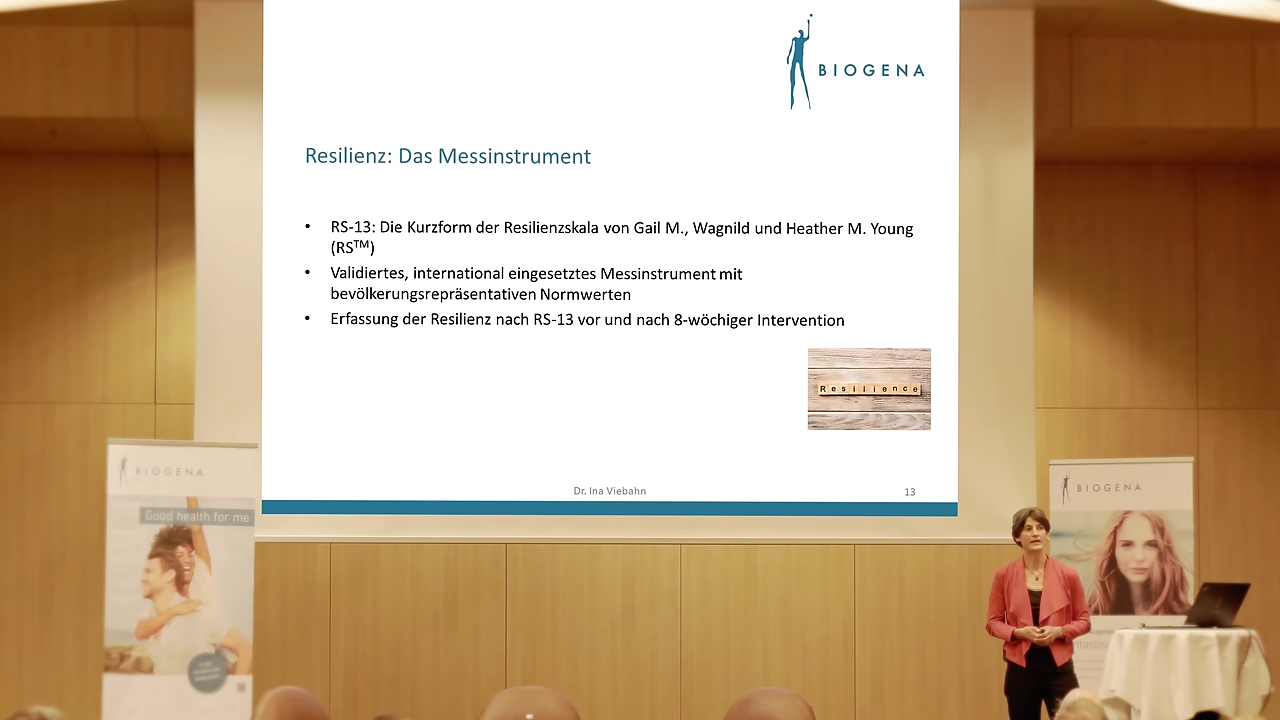 BIOGENA
Resilienz: Das Messinstrument
• RS-13: Die Kurzform der Resilienzskala von Gail M., Wagnild und Heather M. Young
(RS™)
• Validiertes, international eingesetztes Messinstrument mit
bevölkerungsrepräsentativen Normwerten
• Erfassung der Resilienz nach RS-13 vor und nach 8-wöchiger Intervention
Resilience
Dr. Ina Viebahn
13
BIOGENA
Good health for me
BIOGENA